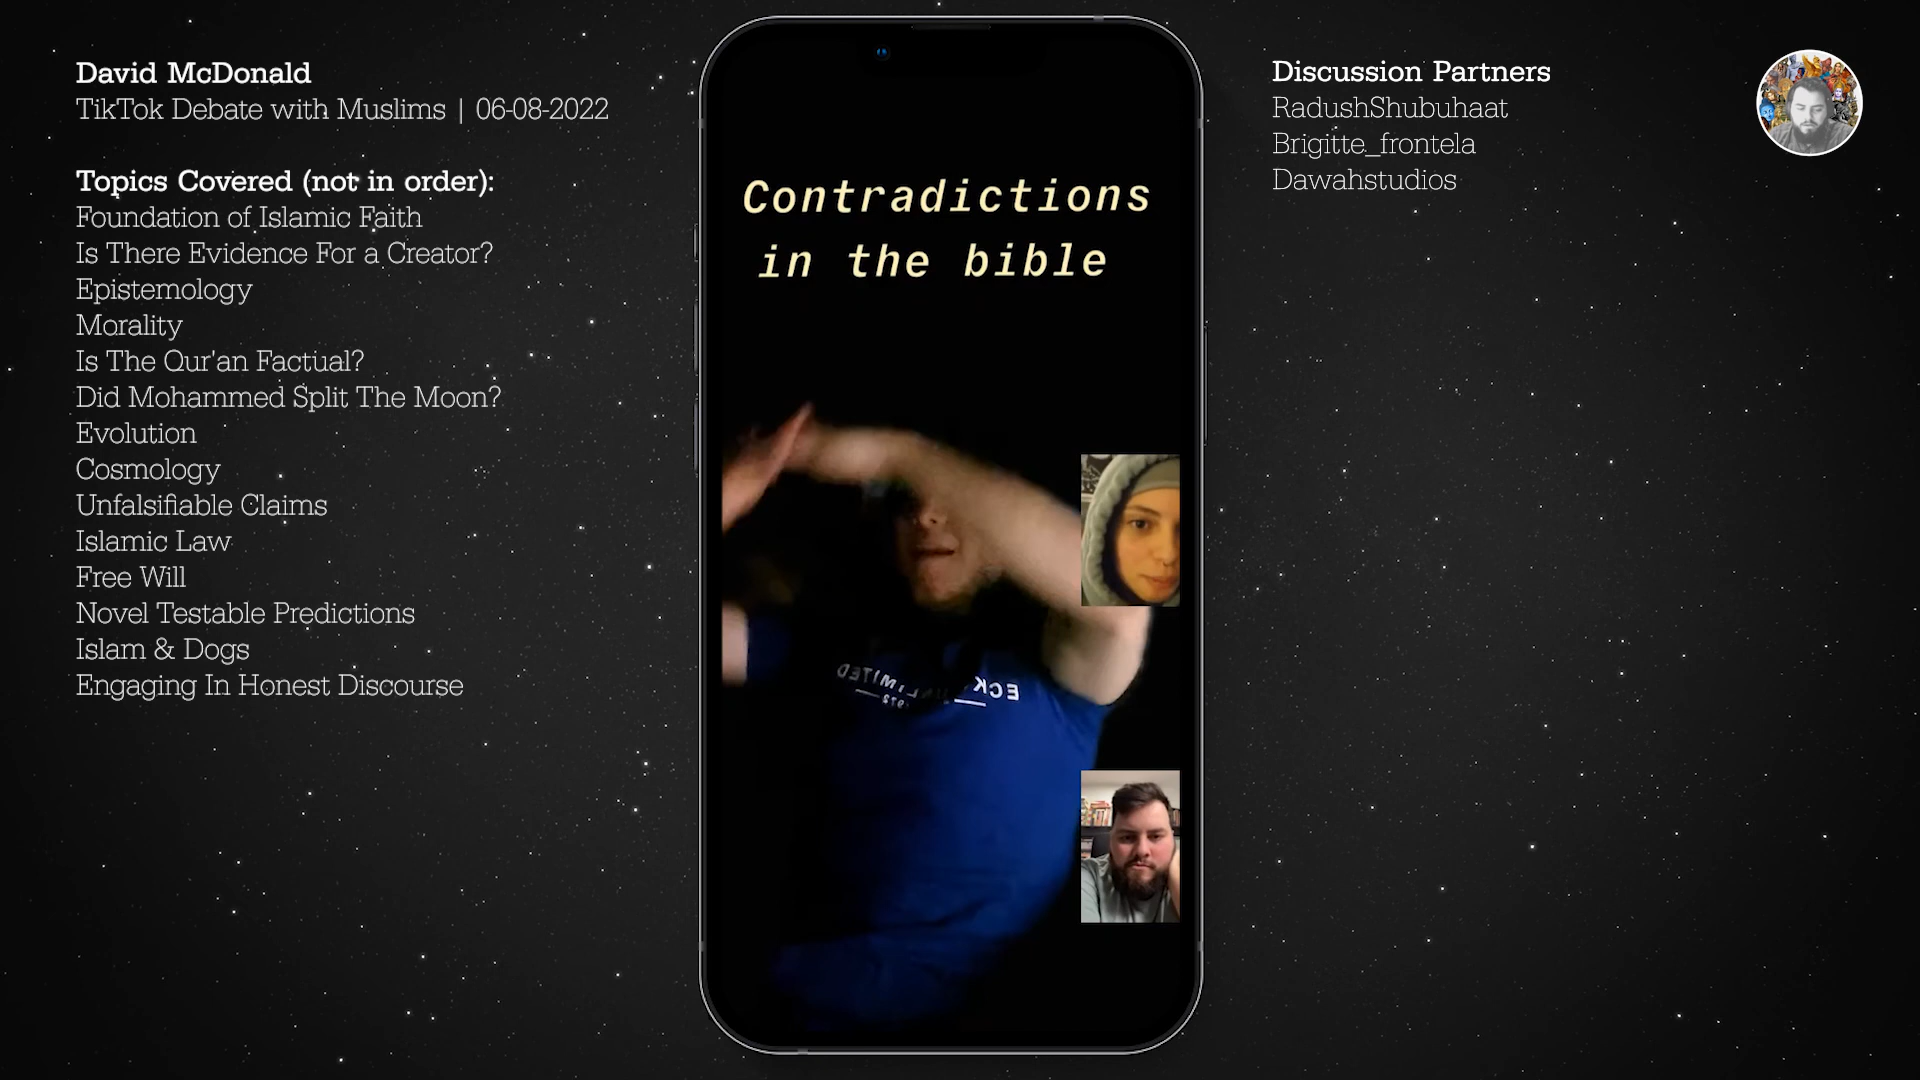 David McDonald
TikTok Debate with Muslims | 06-08-2022
Topics Covered (not in order):
Foundation of Islamic Faith
Is There Evidence For a Creator?
Epistemology
Morality
Is The Qur'an Factual?
Did Mohammed Split The Moon?
Evolution
Cosmology
Unfalsifiable Claims
Islamic Law
Free Will
Novel Testable Predictions
Islam & Dogs
Engaging In Honest Discourse
Contradictions
in the bible
Discussion Partners
RadushShubuhaat
Brigitte_frontela
Dawahstudios